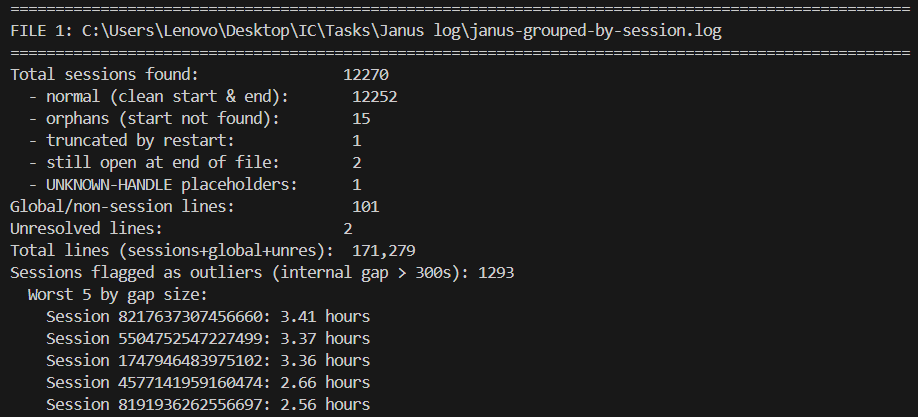 ====================================================================================================
FILE 1: C:\Users\Lenovo\Desktop\IC\Tasks\Janus log\janus-grouped-by-session.log
====================================================================================================
Total sessions found:                12270
  - normal (clean start & end):       12252
  - orphans (start not found):        15
  - truncated by restart:             1
  - still open at end of file:        2
  - UNKNOWN-HANDLE placeholders:      1
Global/non-session lines:             101
Unresolved lines:                    2
Total lines (sessions+global+unres):  171,279
Sessions flagged as outliers (internal gap > 300s): 1293
  Worst 5 by gap size:
    Session 8217637307456660: 3.41 hours
    Session 5504752547227499: 3.37 hours
    Session 1747946483975102: 3.36 hours
    Session 4577141959160474: 2.66 hours
    Session 8191936262556697: 2.56 hours